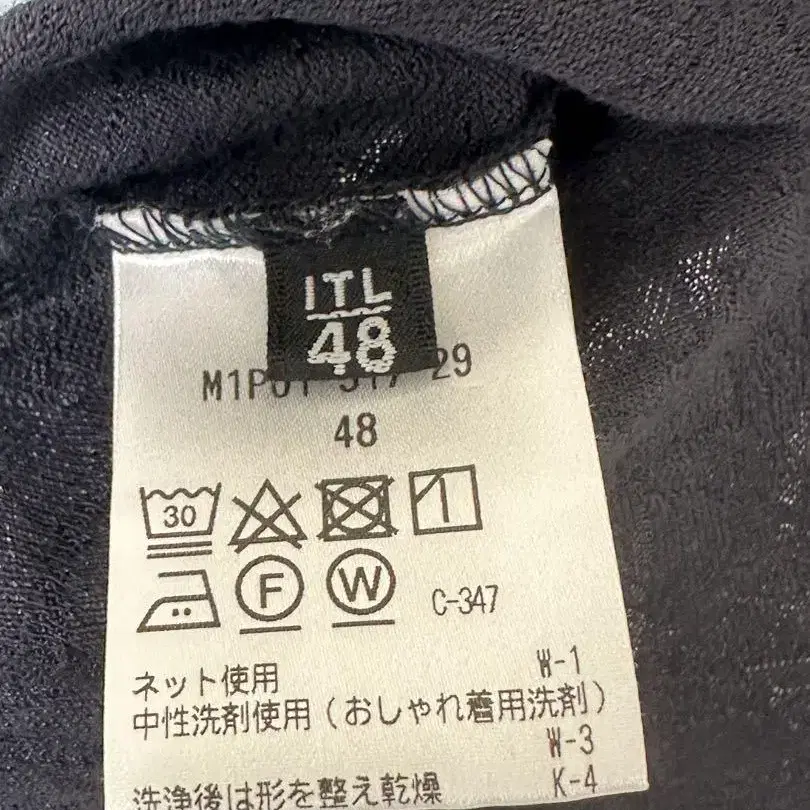 ITL
48
29
48
30
F
W
C-347
ネット使用
W-1
中性洗剤使用(おしゃれ着用洗剤)
W-3
K-4
洗浄後は形を整え乾燥